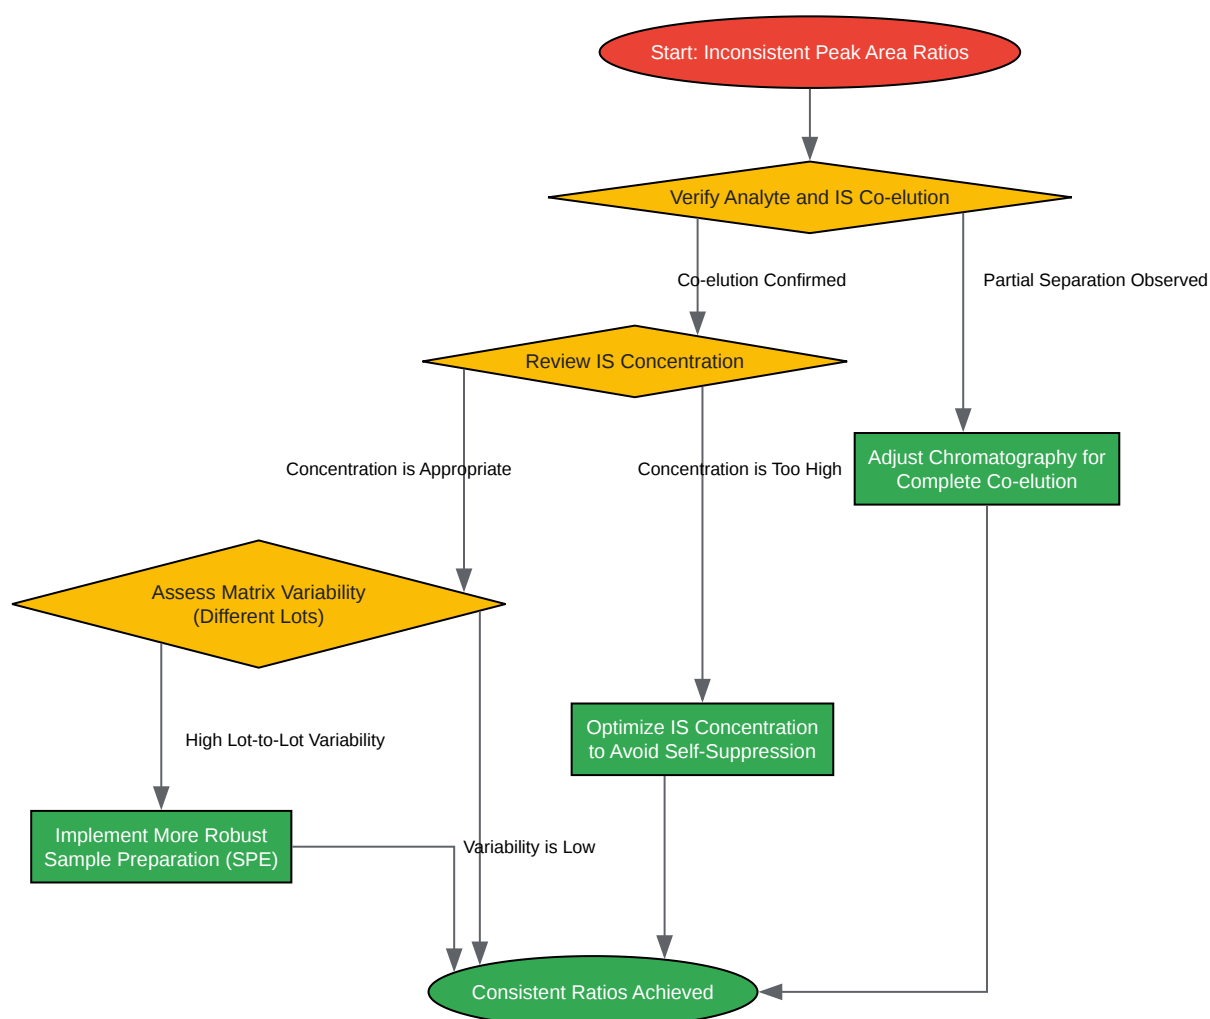 Start: Inconsistent Peak Area Ratios
Verify Analyte and IS Co-elution
Co-elution Confirmed
Partial Separation Observed
Review IS Concentration
Concentration is Appropriate
Concentration is Too High
Adjust Chromatography for
Complete Co-elution
Assess Matrix Variability
(Different Lots)
High Lot-to-Lot Variability
Optimize IS Concentration
to Avoid Self-Suppression
Implement More Robust
Sample Preparation (SPE)
Variability is Low
Consistent Ratios Achieved